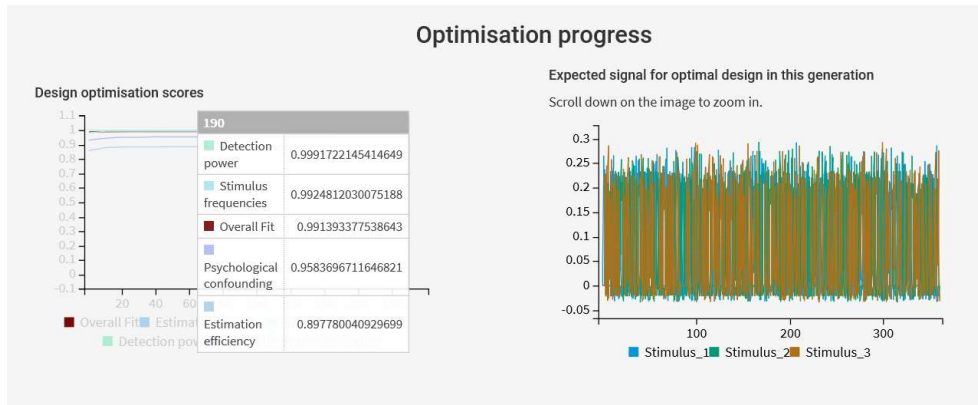 Optimisation progress
Design optimisation scores
1.1
1
0.9
0.8
0.7
0.6
0.5
0.4
0.3
0.2
0.1
0
-0.1
20 40 60
Overall Fit Estimat
Detection pow
190
Detection
power 0.9991722145414649
Stimulus
frequencies 0.9924812030075188
Overall Fit 0.991393377538643
Psychological
confounding 0.9583696711646821
Estimation
efficiency 0.897780040929699
Expected signal for optimal design in this generation
Scroll down on the image to zoom in.
0.3
0.25
0.2
0.15
0.1
0.05
0
-0.05
100 200 300
Stimulus_1 Stimulus_2 Stimulus_3